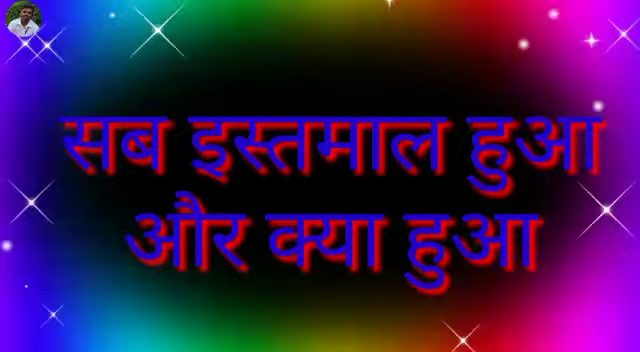 सब इस्तमाल हुआ
और क्या हुआ